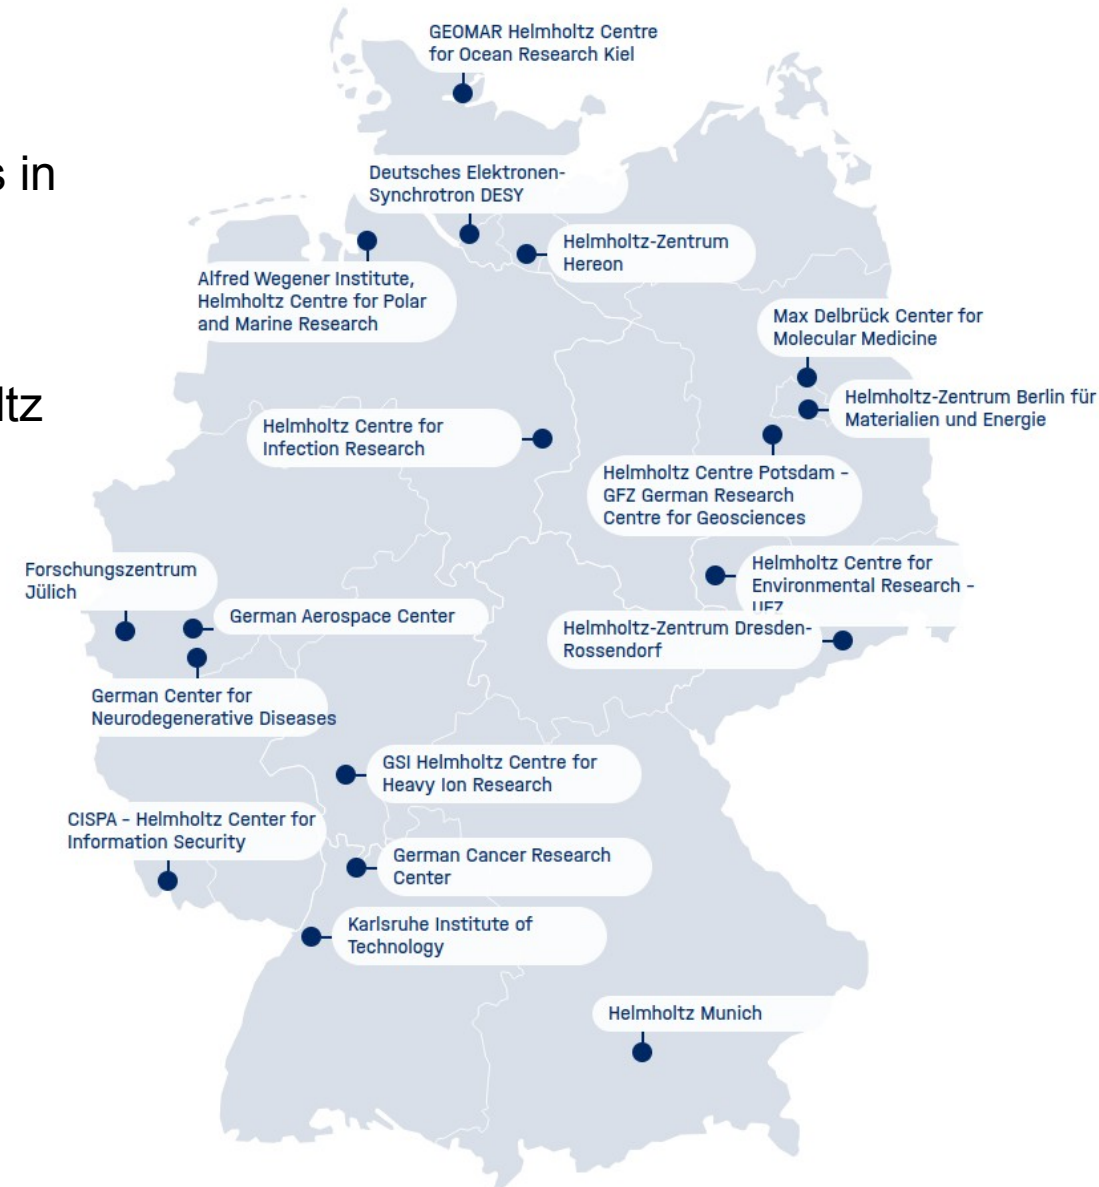 GEOMAR Helmholtz Centre
for Ocean Research Kiel
s in
Deutsches Elektronen-
Synchrotron DESY
Helmholtz-Zentrum
Hereon
Alfred Wegener Institute,
Helmholtz Centre for Polar
and Marine Research
Max Delbrück Center for
Molecular Medicine
ltz
Helmholtz-Zentrum Berlin für
Materialien und Energie
Helmholtz Centre for
Infection Research
Helmholtz Centre Potsdam –
GFZ German Research
Centre for Geosciences
Forschungszentrum
Jülich
Helmholtz Centre for
Environmental Research –
UFZ
German Aerospace Center
Helmholtz-Zentrum Dresden-
Rossendorf
German Center for
Neurodegenerative Diseases
GSI Helmholtz Centre for
Heavy Ion Research
CISPA – Helmholtz Center for
Information Security
German Cancer Research
Center
Karlsruhe Institute of
Technology
Helmholtz Munich